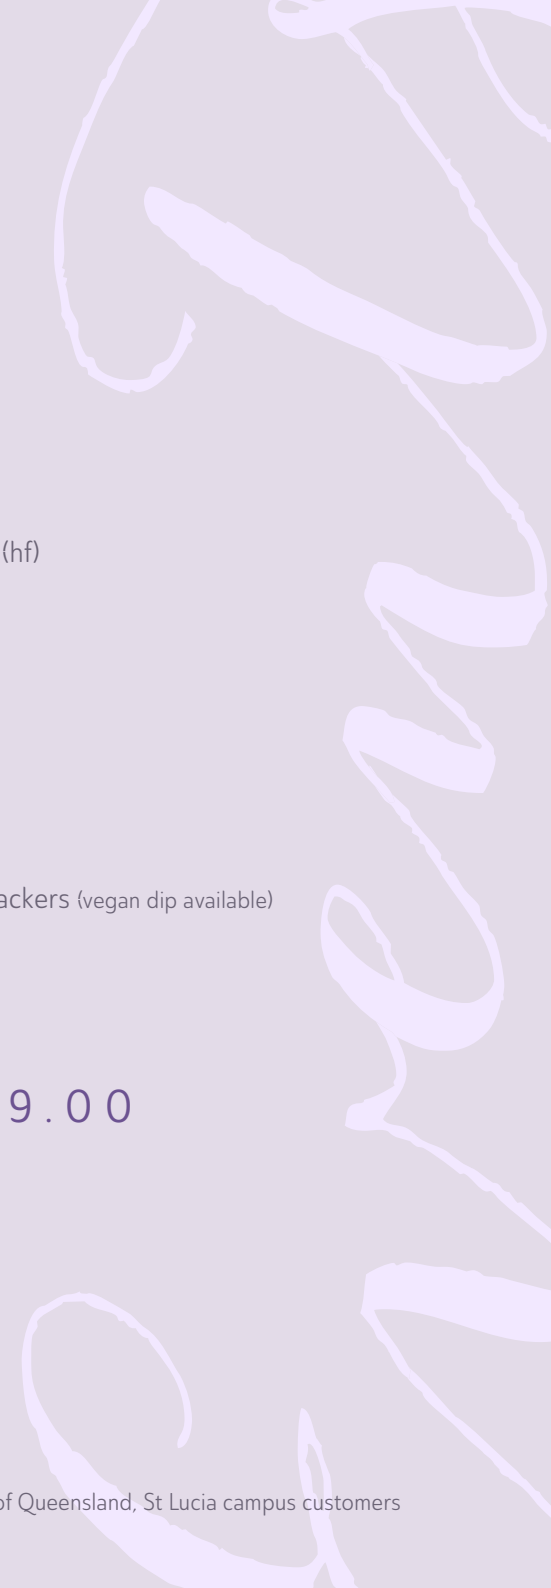 (hf)
ackers (vegan dip available)
9.00
of Queensland, St Lucia campus customers